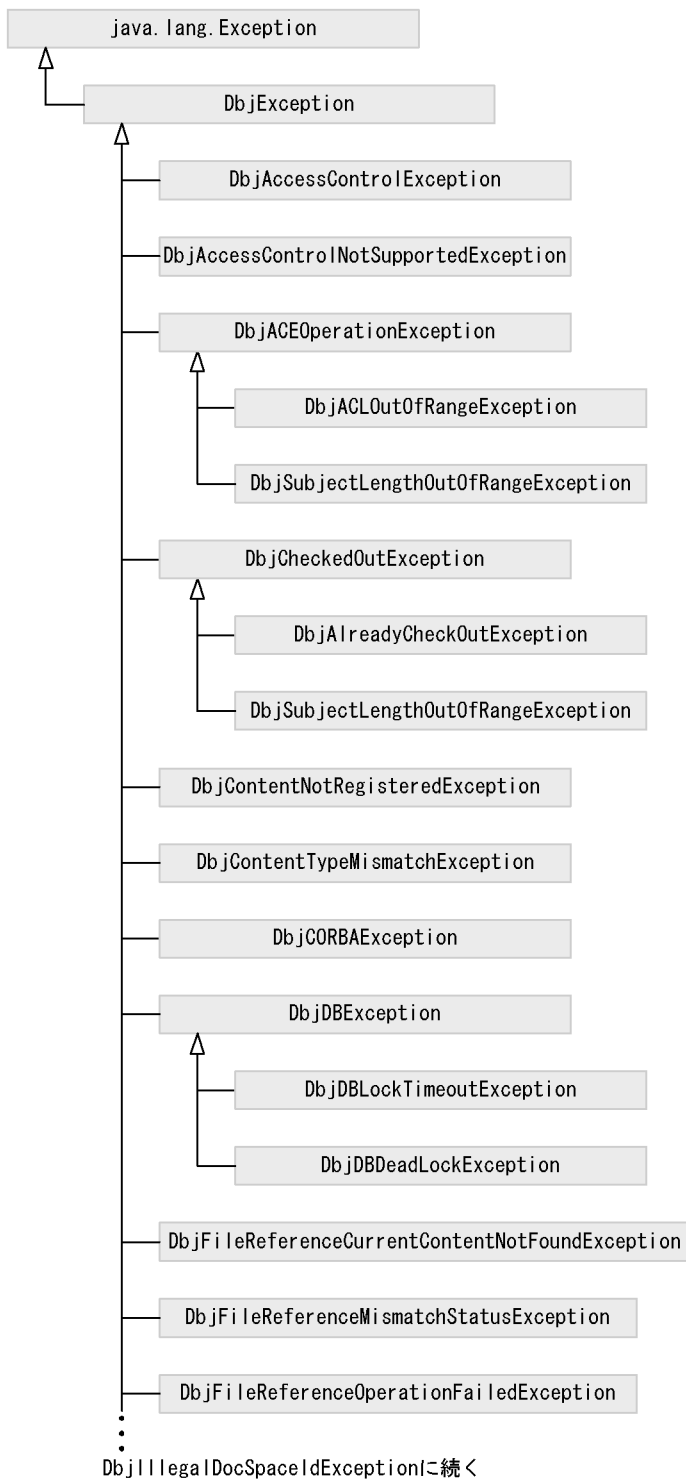 java.lang.Exception
DbjException
DbjAccessControlException
DbjAccessControlNotSupportedException
DbjACEOperationException
DbjACLOutOfRangeException
DbjSubjectLengthOutOfRangeException
DbjCheckedOutException
DbjAlreadyCheckOutException
DbjSubjectLengthOutOfRangeException
DbjContentNotRegisteredException
DbjContentTypeMismatchException
DbjCORBAException
DbjDBException
DbjDBLockTimeoutException
DbjDBDeadLockException
DbjFileReferenceCurrentContentNotFoundException
DbjFileReferenceMismatchStatusException
DbjFileReferenceOperationFailedException
DbjIllegalDocSpaceIdExceptionに続く